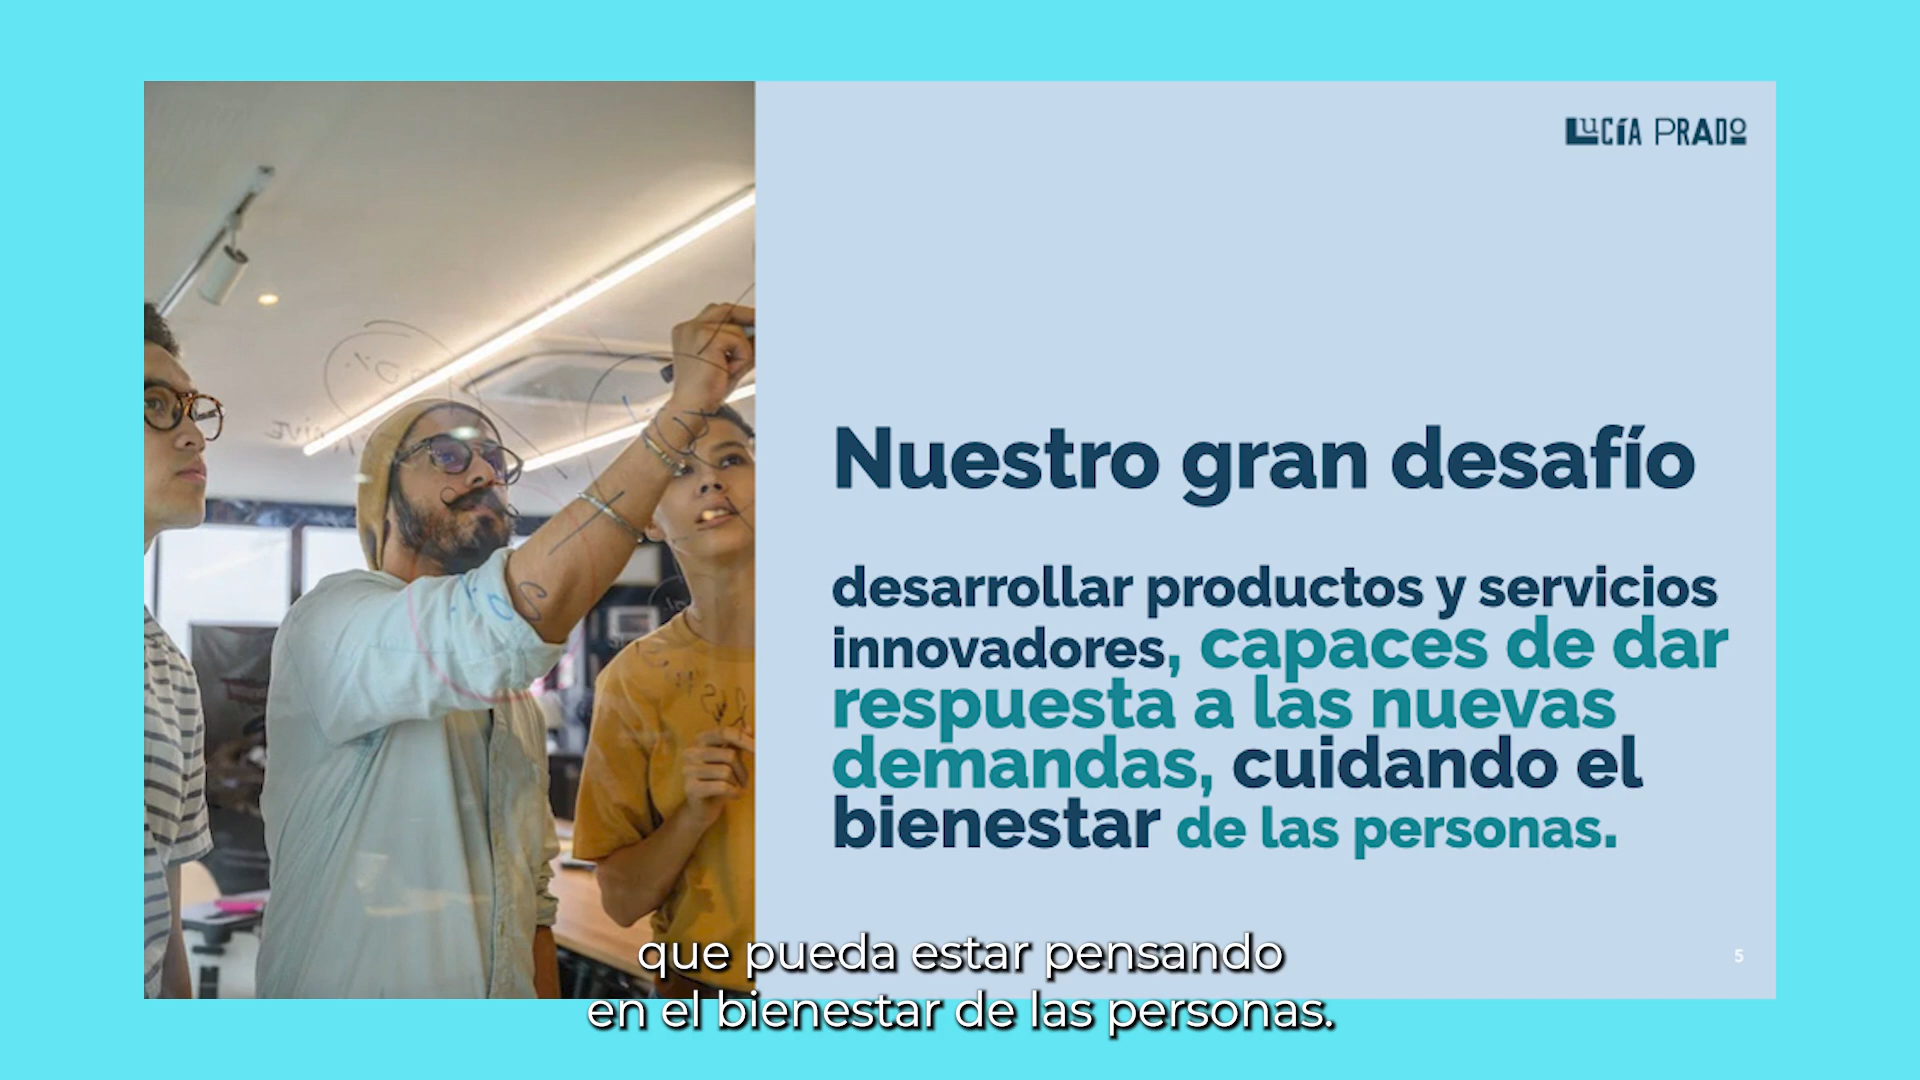 LUCÍA PRADO
Nuestro gran desafío
desarrollar productos y servicios
innovadores, capaces de dar
respuesta a las nuevas
demandas, cuidando el
bienestar de las personas.
5
que pueda estar pensando
en el bienestar de las personas.